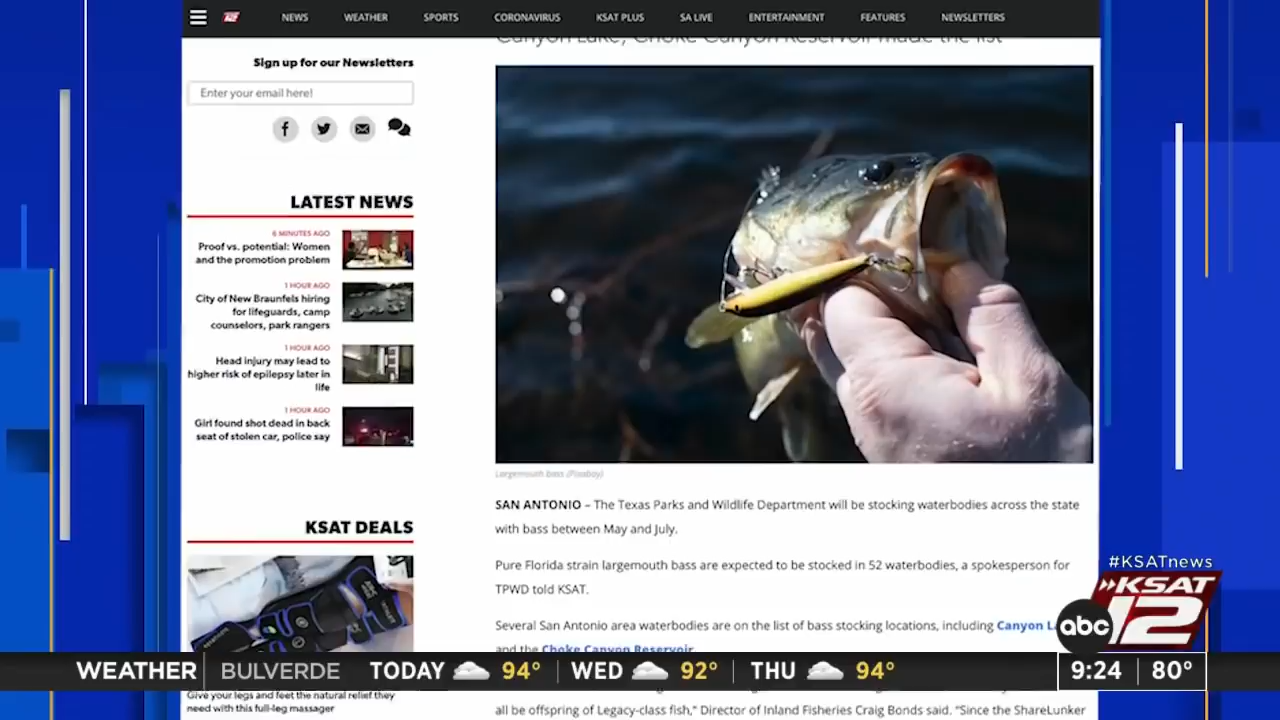 NEWS WEATHER SPORTS CORONAVIRUS KSAT PLUS SA LIVE ENTERTAINMENT FEATURES NEWSLETTERS
Canyon Lake, Choke Canyon Reservoir made the list
Sign up for our Newsletters
Enter your email here!
LATEST NEWS
6 MINUTES AGO
Proof vs. potential: Women
and the promotion problem
1 HOUR AGO
City of New Braunfels hiring
for lifeguards, camp
counselors, park rangers
1 HOUR AGO
Head injury may lead to
higher risk of epilepsy later in
life
1 HOUR AGO
Girl found shot dead in back
seat of stolen car, police say
KSAT DEALS
Give your legs and feet the natural relief they
need with this full-leg massager
Largemouth bass (Pixabay)
SAN ANTONIO – The Texas Parks and Wildlife Department will be stocking waterbodies across the state
with bass between May and July.
Pure Florida strain largemouth bass are expected to be stocked in 52 waterbodies, a spokesperson for
TPWD told KSAT.
Several San Antonio area waterbodies are on the list of bass stocking locations, including Canyon L
and the Choke Canyon Reservoir
all be offspring of Legacy-class fish," Director of Inland Fisheries Craig Bonds said. "Since the ShareLunker
#KSATnews
KSAT
abc 12
WEATHER BULVERDE TODAY 94° WED 92° THU 94° 9:24 80°